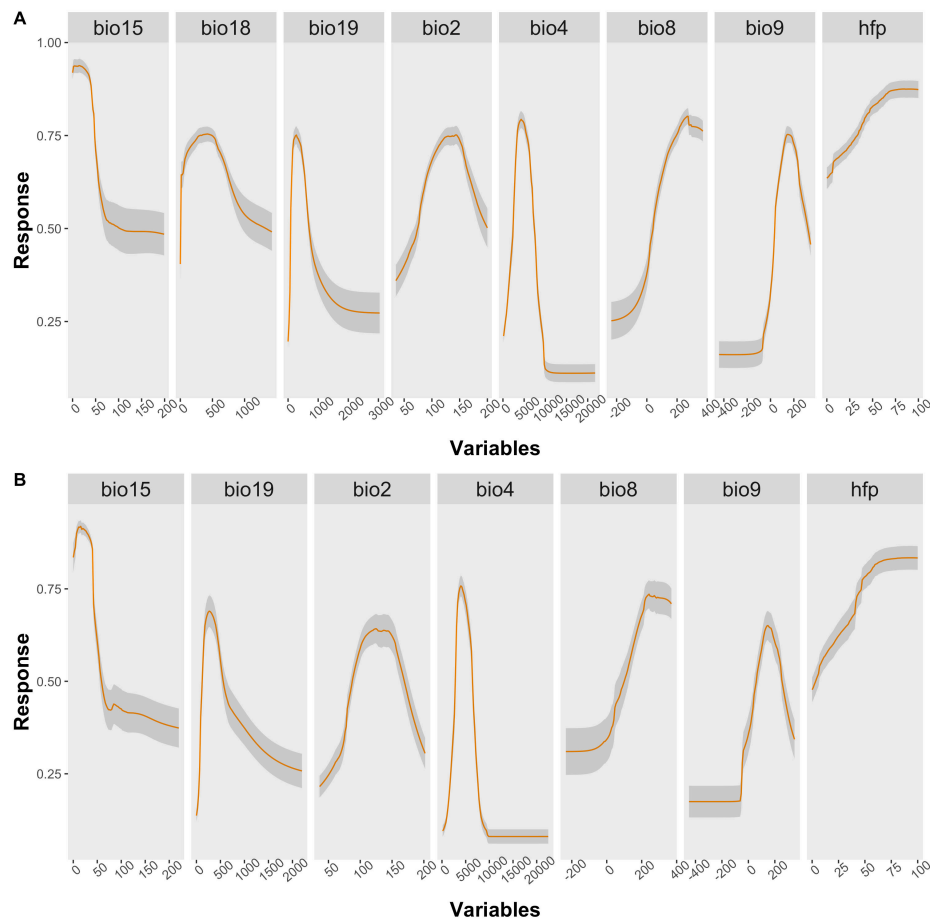 A
bio15 bio18 bio19 bio2 bio4 bio8 bio9 hfp
1.00
0.75
0.50
0.25
Response
0 50 100 150 200 0 500 1000 0 1000 2000 3000 50 100 150 200 0 5000 10000 15000 20000 -200 0 200 400 -400 -200 0 200 0 25 50 75 100
Variables
B
bio15 bio19 bio2 bio4 bio8 bio9 hfp
0.75
0.50
0.25
Response
0 50 100 150 200 0 500 1000 1500 2000 50 100 150 200 0 5000 10000 15000 20000 -200 0 200 400 -400 -200 0 200 0 25 50 75 100
Variables